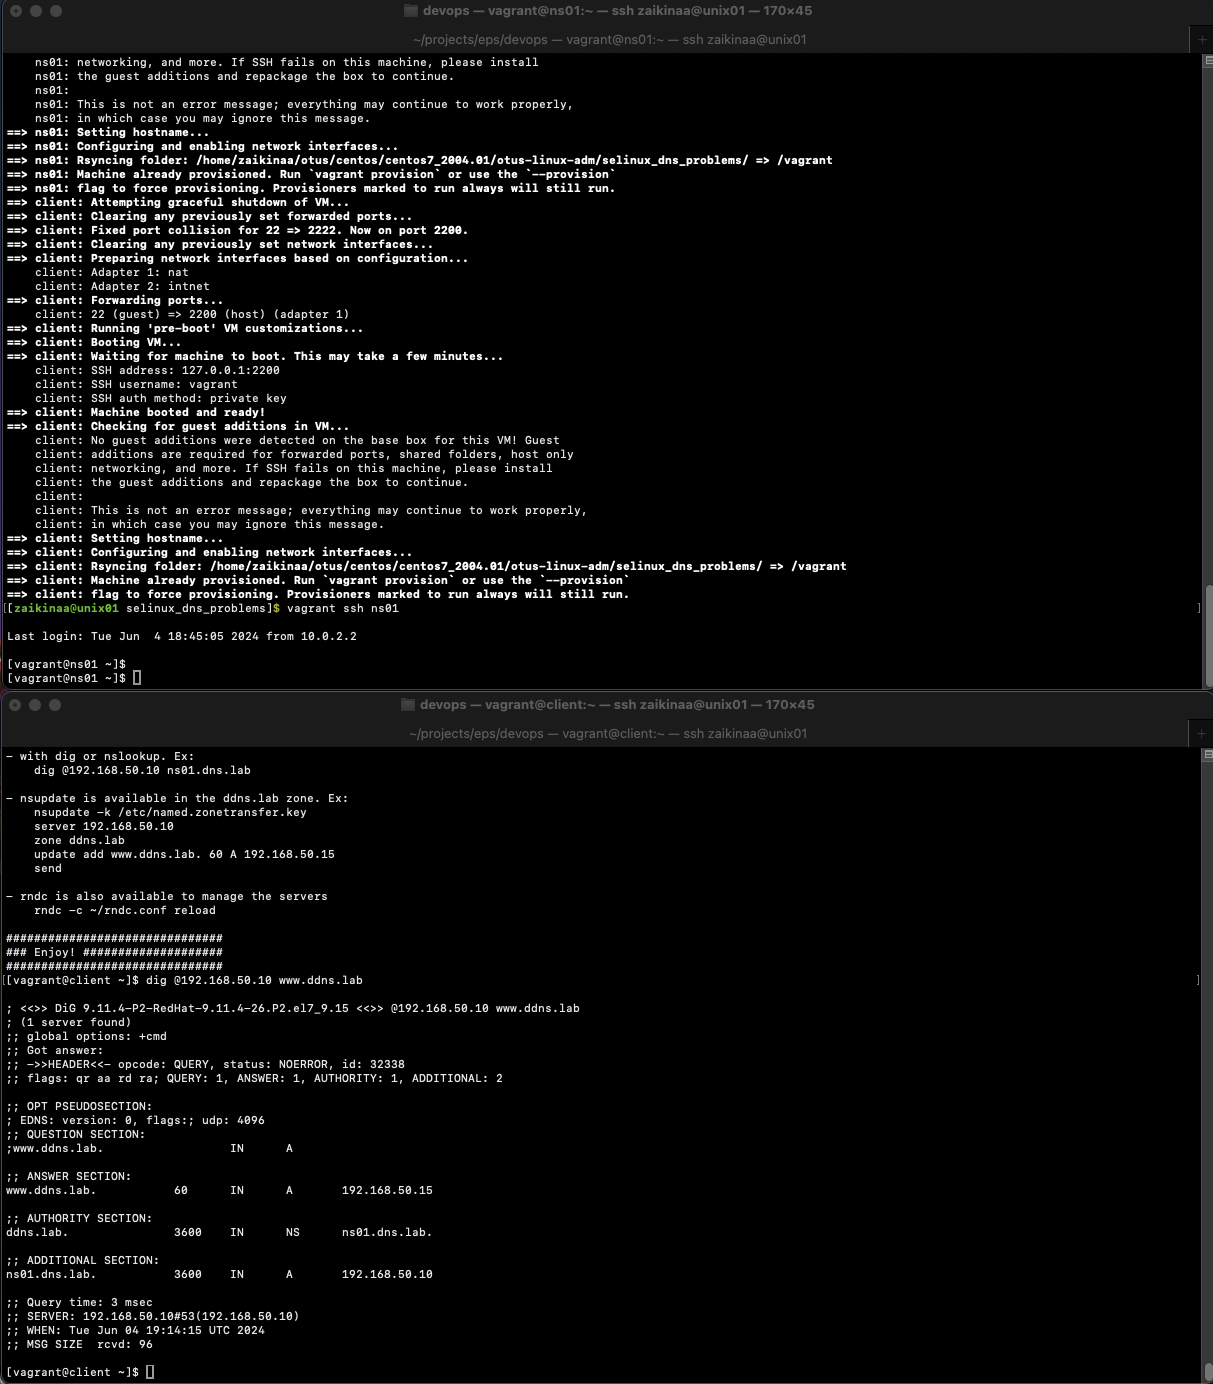 devops — vagrant@ns01:~ — ssh zaikinaa@unix01 — 170×45
~/projects/eps/devops — vagrant@ns01:~ — ssh zaikinaa@unix01
+
    ns01: networking, and more. If SSH fails on this machine, please install
    ns01: the guest additions and repackage the box to continue.
    ns01:
    ns01: This is not an error message; everything may continue to work properly,
    ns01: in which case you may ignore this message.
==> ns01: Setting hostname...
==> ns01: Configuring and enabling network interfaces...
==> ns01: Rsyncing folder: /home/zaikinaa/otus/centos/centos7_2004.01/otus-linux-adm/selinux_dns_problems/ => /vagrant
==> ns01: Machine already provisioned. Run `vagrant provision` or use the `--provision`
==> ns01: flag to force provisioning. Provisioners marked to run always will still run.
==> client: Attempting graceful shutdown of VM...
==> client: Clearing any previously set forwarded ports...
==> client: Fixed port collision for 22 => 2222. Now on port 2200.
==> client: Clearing any previously set network interfaces...
==> client: Preparing network interfaces based on configuration...
    client: Adapter 1: nat
    client: Adapter 2: intnet
==> client: Forwarding ports...
    client: 22 (guest) => 2200 (host) (adapter 1)
==> client: Running 'pre-boot' VM customizations...
==> client: Booting VM...
==> client: Waiting for machine to boot. This may take a few minutes...
    client: SSH address: 127.0.0.1:2200
    client: SSH username: vagrant
    client: SSH auth method: private key
==> client: Machine booted and ready!
==> client: Checking for guest additions in VM...
    client: No guest additions were detected on the base box for this VM! Guest
    client: additions are required for forwarded ports, shared folders, host only
    client: networking, and more. If SSH fails on this machine, please install
    client: the guest additions and repackage the box to continue.
    client:
    client: This is not an error message; everything may continue to work properly,
    client: in which case you may ignore this message.
==> client: Setting hostname...
==> client: Configuring and enabling network interfaces...
==> client: Rsyncing folder: /home/zaikinaa/otus/centos/centos7_2004.01/otus-linux-adm/selinux_dns_problems/ => /vagrant
==> client: Machine already provisioned. Run `vagrant provision` or use the `--provision`
==> client: flag to force provisioning. Provisioners marked to run always will still run.
[[zaikinaa@unix01 selinux_dns_problems]$ vagrant ssh ns01 ]
Last login: Tue Jun  4 18:45:05 2024 from 10.0.2.2
[vagrant@ns01 ~]$
[vagrant@ns01 ~]$
devops — vagrant@client:~ — ssh zaikinaa@unix01 — 170×45
~/projects/eps/devops — vagrant@client:~ — ssh zaikinaa@unix01
+
- with dig or nslookup. Ex:
    dig @192.168.50.10 ns01.dns.lab
- nsupdate is available in the ddns.lab zone. Ex:
    nsupdate -k /etc/named.zonetransfer.key
    server 192.168.50.10
    zone ddns.lab
    update add www.ddns.lab. 60 A 192.168.50.15
    send
- rndc is also available to manage the servers
    rndc -c ~/rndc.conf reload
###############################
### Enjoy! ####################
###############################
[[vagrant@client ~]$ dig @192.168.50.10 www.ddns.lab ]
; <<>> DiG 9.11.4-P2-RedHat-9.11.4-26.P2.el7_9.15 <<>> @192.168.50.10 www.ddns.lab
; (1 server found)
;; global options: +cmd
;; Got answer:
;; ->>HEADER<<- opcode: QUERY, status: NOERROR, id: 32338
;; flags: qr aa rd ra; QUERY: 1, ANSWER: 1, AUTHORITY: 1, ADDITIONAL: 2
;; OPT PSEUDOSECTION:
; EDNS: version: 0, flags:; udp: 4096
;; QUESTION SECTION:
;www.ddns.lab.                  IN      A
;; ANSWER SECTION:
www.ddns.lab.           60      IN      A       192.168.50.15
;; AUTHORITY SECTION:
ddns.lab.               3600    IN      NS      ns01.dns.lab.
;; ADDITIONAL SECTION:
ns01.dns.lab.           3600    IN      A       192.168.50.10
;; Query time: 3 msec
;; SERVER: 192.168.50.10#53(192.168.50.10)
;; WHEN: Tue Jun 04 19:14:15 UTC 2024
;; MSG SIZE  rcvd: 96
[vagrant@client ~]$